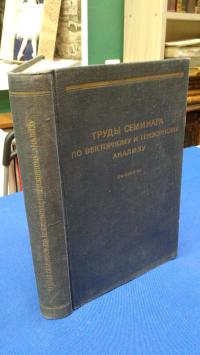 ТРУДЫ СЕМИНАРА
ПО ВЕКТОРНОМУ И ТЕНЗОРНОМУ
АНАЛИЗУ